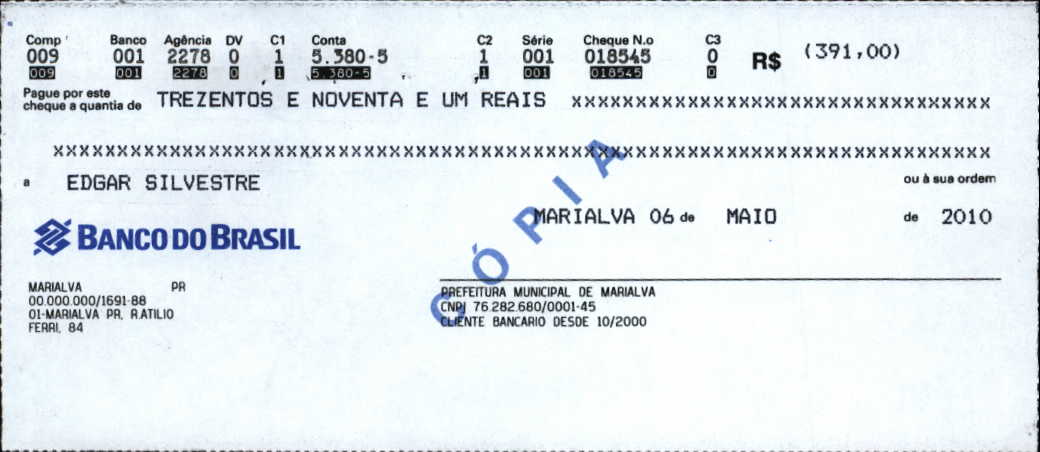 Comp Banco Agência DV C1 Conta C2 Série Cheque N.o C3
009 001 2278 0 1 5.380-5 1 001 018545 0 R$ (391,00)
009 001 2278 0 1 5.380-5 1 001 018545 0
Pague por este
cheque a quantia de TREZENTOS E NOVENTA E UM REAIS xxxxxxxxxxxxxxxxxxxxxxxxxxxxxxxxxxx
xxxxxxxxxxxxxxxxxxxxxxxxxxxxxxxxxxxxxxxxxxxxxxxxxxxxxxxxxxxxxxxxxxxxxxxxxxxxxxx
a EDGAR SILVESTRE ou à sua ordem
MARIALVA 06 de MAIO de 2010
BANCO DO BRASIL
CÓPIA
MARIALVA PR
00.000.000/1691-88
01-MARIALVA PR, R.ATILIO
FERRI, 84
PREFEITURA MUNICIPAL DE MARIALVA
CNPJ 76.282.680/0001-45
CLIENTE BANCARIO DESDE 10/2000